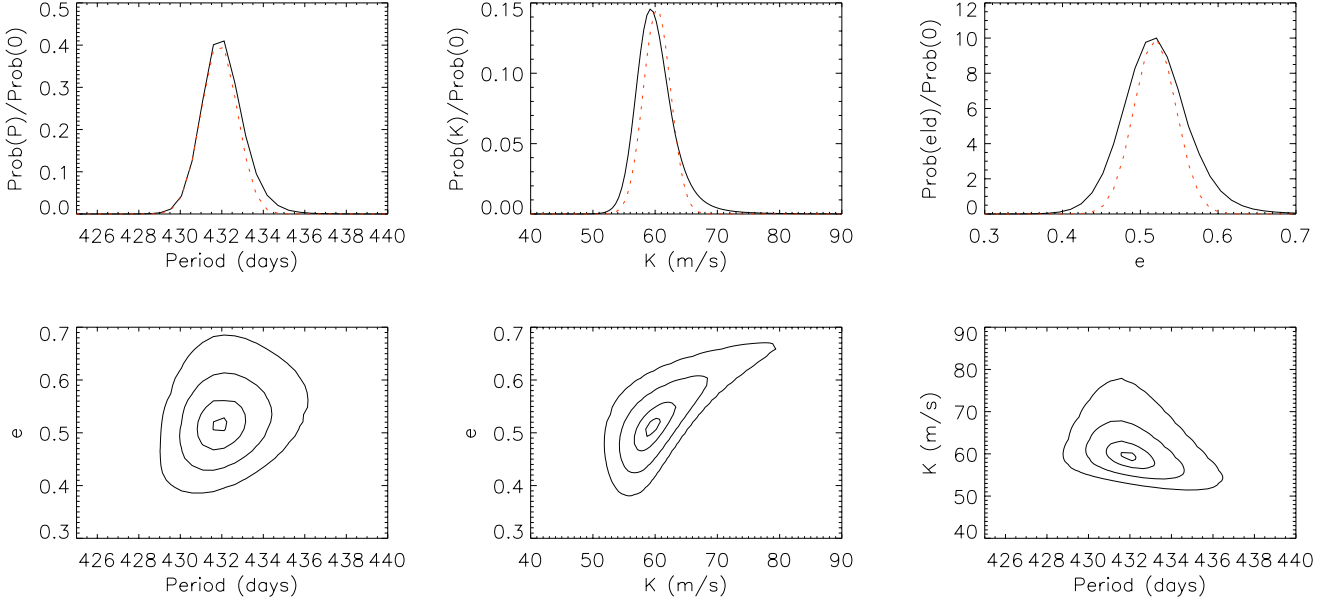 0.5
0.4
0.3
0.2
0.1
0.0
Prob(P)/Prob(0)
426 428 430 432 434 436 438 440
Period (days)
0.15
0.10
0.05
0.00
Prob(K)/Prob(0)
40 50 60 70 80 90
K (m/s)
12
10
8
6
4
2
0
Prob(eld)/Prob(0)
0.3 0.4 0.5 0.6 0.7
e
0.7
0.6
0.5
0.4
0.3
e
426 428 430 432 434 436 438 440
Period (days)
0.7
0.6
0.5
0.4
0.3
e
40 50 60 70 80 90
K (m/s)
90
80
70
60
50
40
K (m/s)
426 428 430 432 434 436 438 440
Period (days)